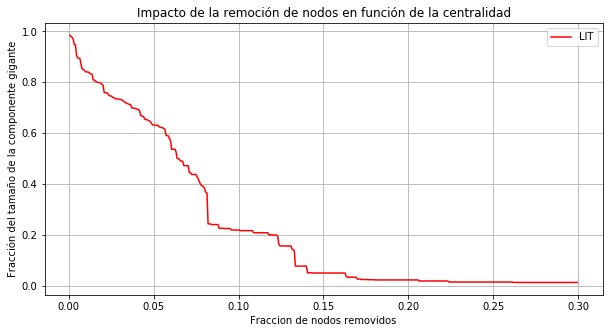 Impacto de la remoción de nodos en función de la centralidad
LIT
Fracción del tamaño de la componente gigante
1.0
0.8
0.6
0.4
0.2
0.0
0.00 0.05 0.10 0.15 0.20 0.25 0.30
Fraccion de nodos removidos